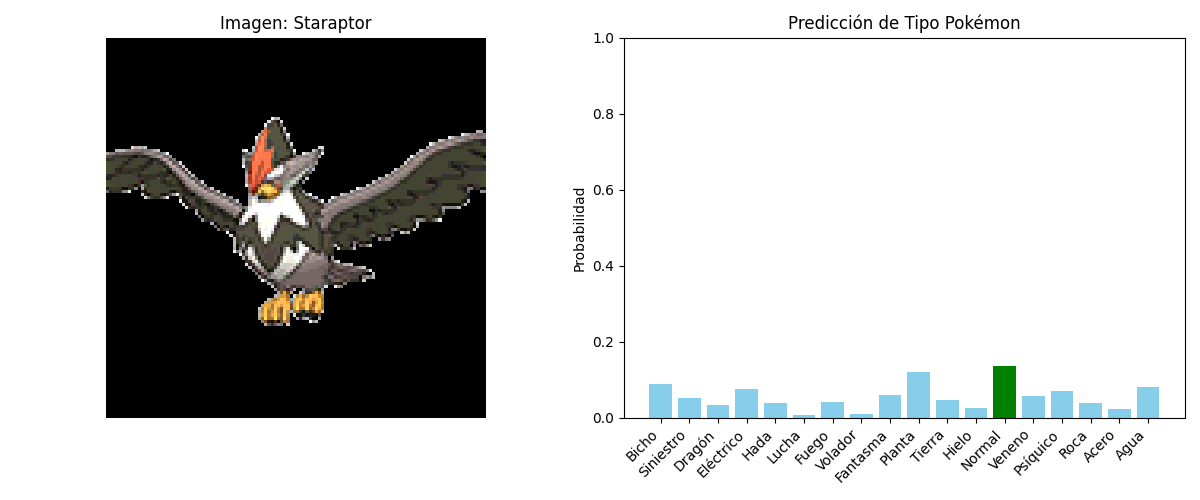 Imagen: Staraptor
Predicción de Tipo Pokémon
Probabilidad
1.0
0.8
0.6
0.4
0.2
0.0
Bicho
Siniestro
Dragón
Eléctrico
Hada
Lucha
Fuego
Volador
Fantasma
Planta
Tierra
Hielo
Normal
Veneno
Psíquico
Roca
Acero
Agua